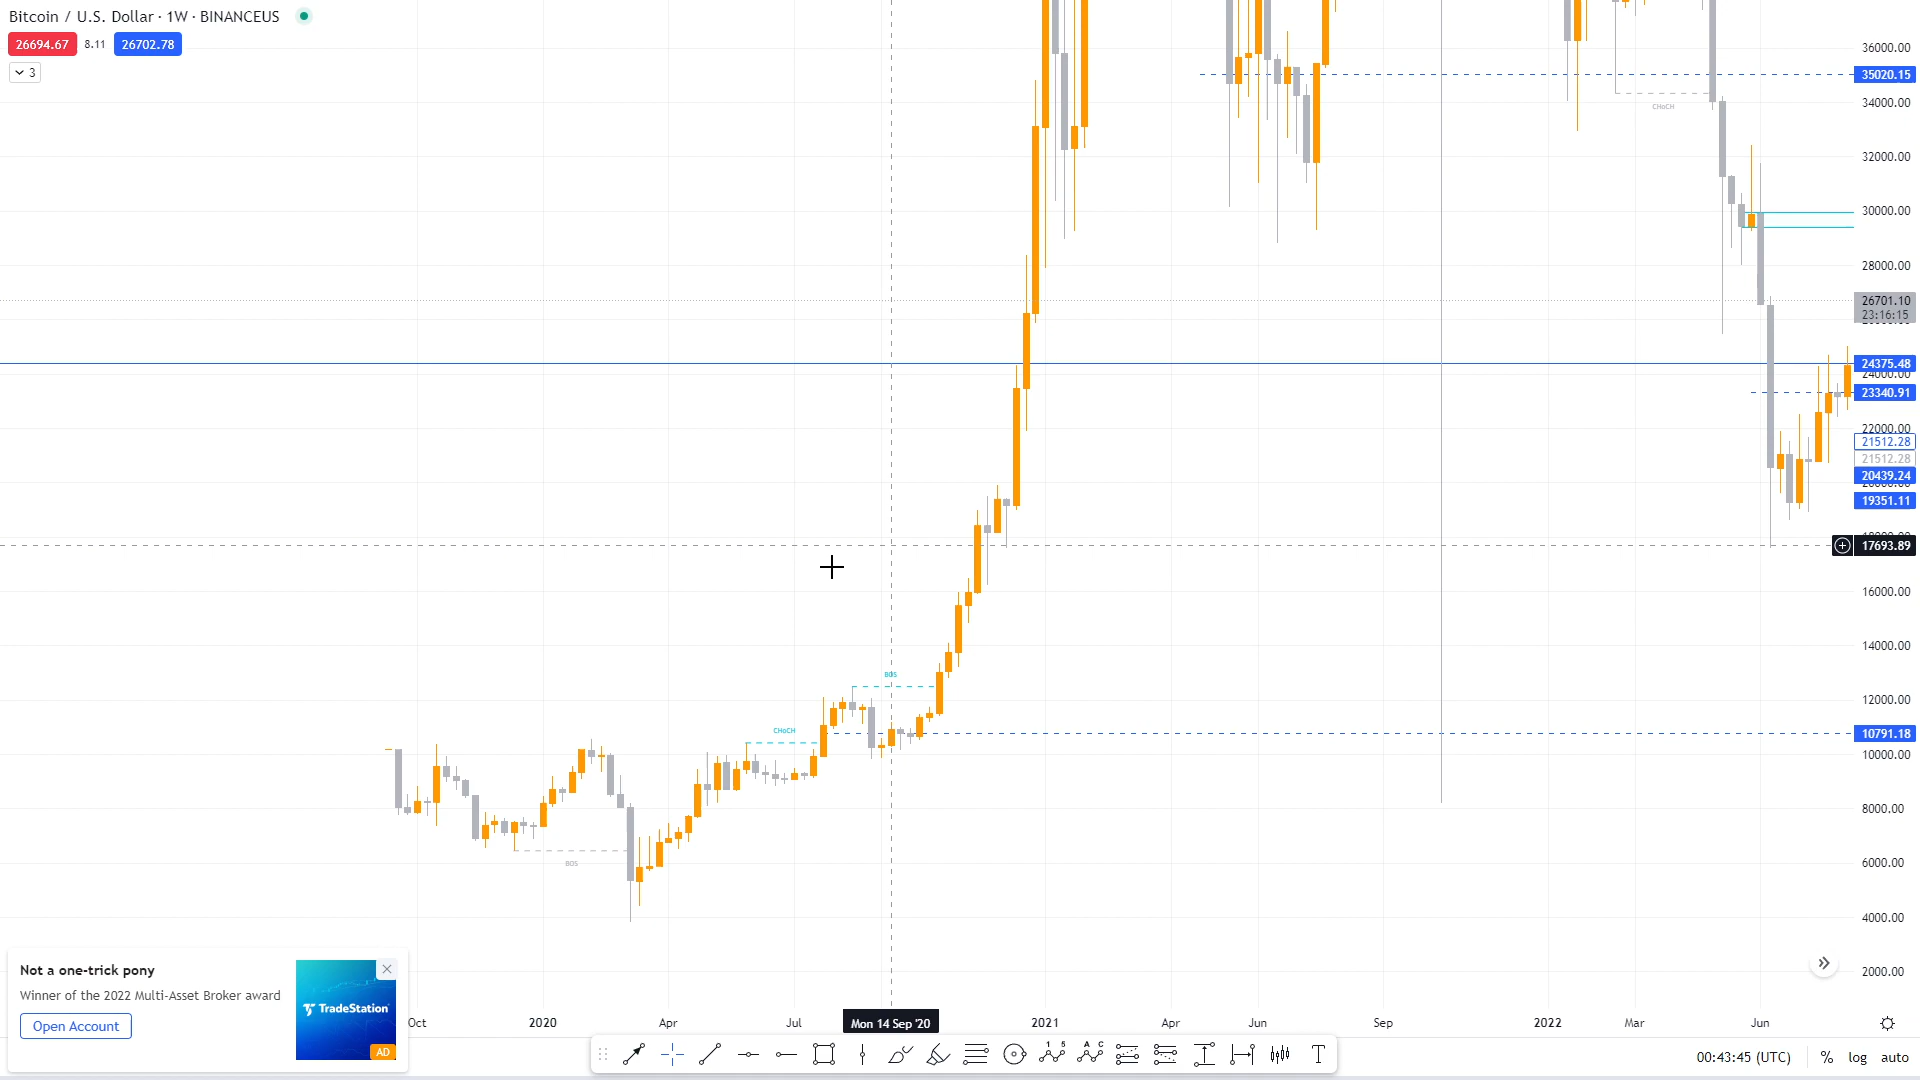 Bitcoin / U.S. Dollar · 1W · BINANCEUS
26694.67 8.11 26702.78
3
36000.00
35020.15
34000.00
CHoCH
32000.00
30000.00
28000.00
26701.10
23:16:15
24375.48
24000.00
23340.91
22000.00
21512.28
21512.28
20439.24
19351.11
17693.89
16000.00
14000.00
BOS
12000.00
CHoCH
10791.18
10000.00
8000.00
BOS
6000.00
4000.00
2000.00
Not a one-trick pony
Winner of the 2022 Multi-Asset Broker award
Open Account
TradeStation
AD
Oct 2020 Apr Jul Mon 14 Sep '20 2021 Apr Jun Sep 2022 Mar Jun
1 5 A C T
00:43:45 (UTC) % log auto